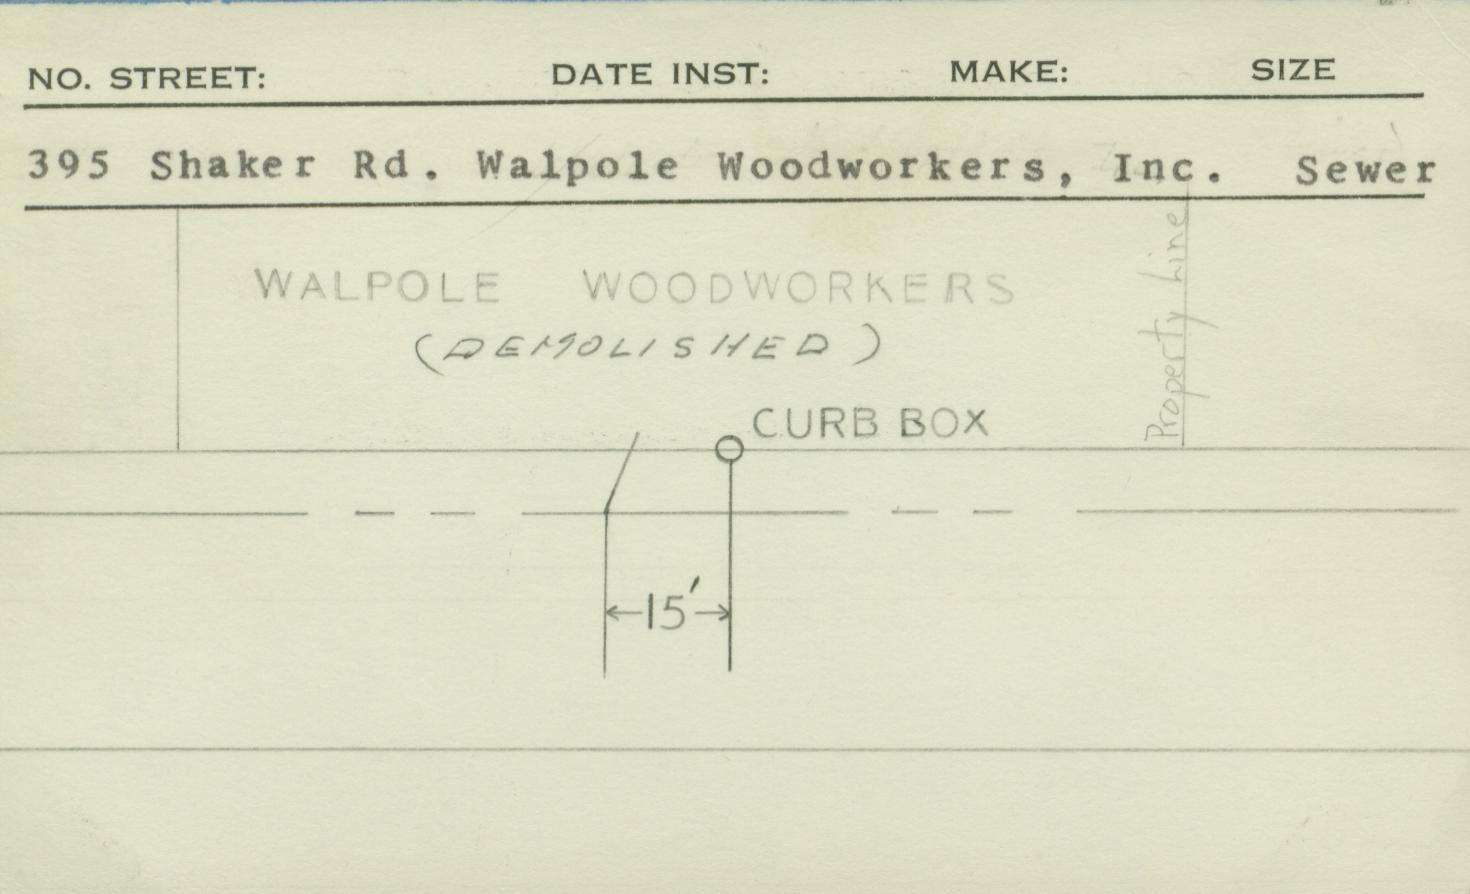 NO. STREET: DATE INST: MAKE: SIZE
395 Shaker Rd. Walpole Woodworkers, Inc. Sewer
WALPOLE WOODWORKERS
(DEMOLISHED)
Property Line
CURB BOX
15'